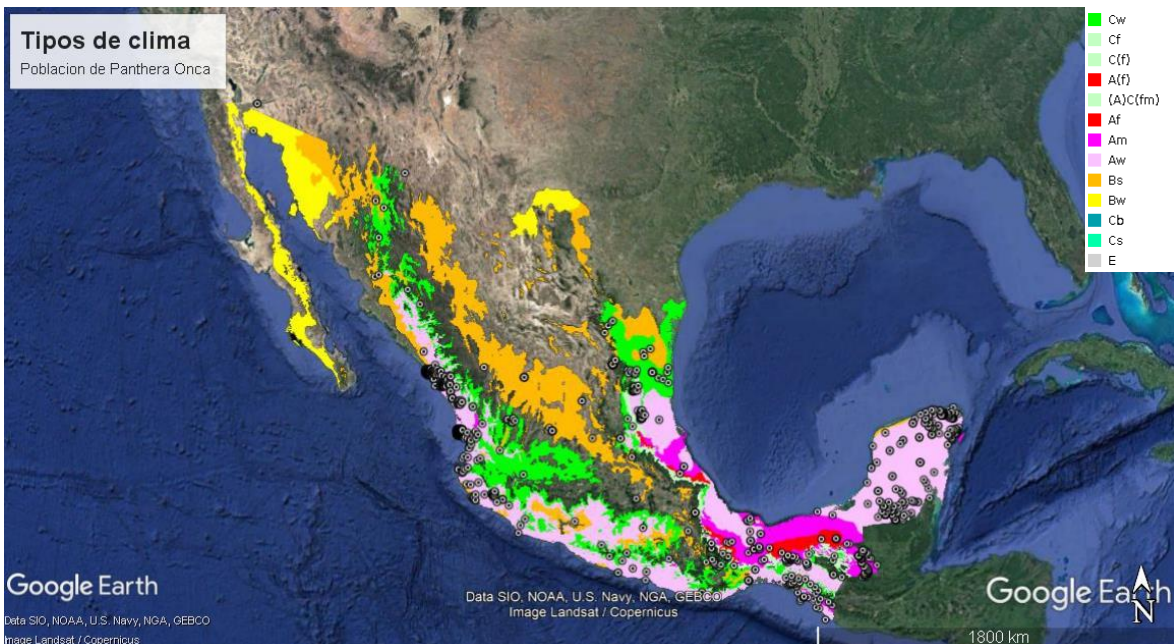 Tipos de clima
Poblacion de Panthera Onca
Cw
Cf
C(f)
A(f)
(A)C(fm)
Af
Am
Aw
Bs
Bw
Cb
Cs
E
Google Earth
Data SIO, NOAA, U.S. Navy, NGA, GEBCO
Image Landsat / Copernicus
Data SIO, NOAA, U.S. Navy, NGA, GEBCO
Image Landsat / Copernicus
Google Earth
N
1800 km